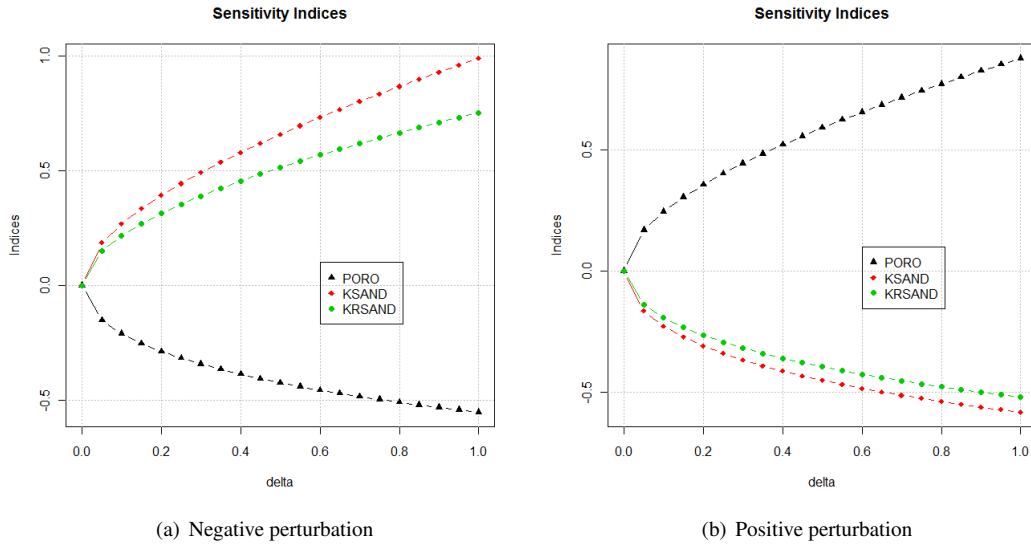 Sensitivity Indices
Indices
1.0
0.5
0.0
-0.5
PORO
KSAND
KRSAND
0.0 0.2 0.4 0.6 0.8 1.0
delta
(a) Negative perturbation
Sensitivity Indices
Indices
0.5
0.0
-0.5
PORO
KSAND
KRSAND
0.0 0.2 0.4 0.6 0.8 1.0
delta
(b) Positive perturbation